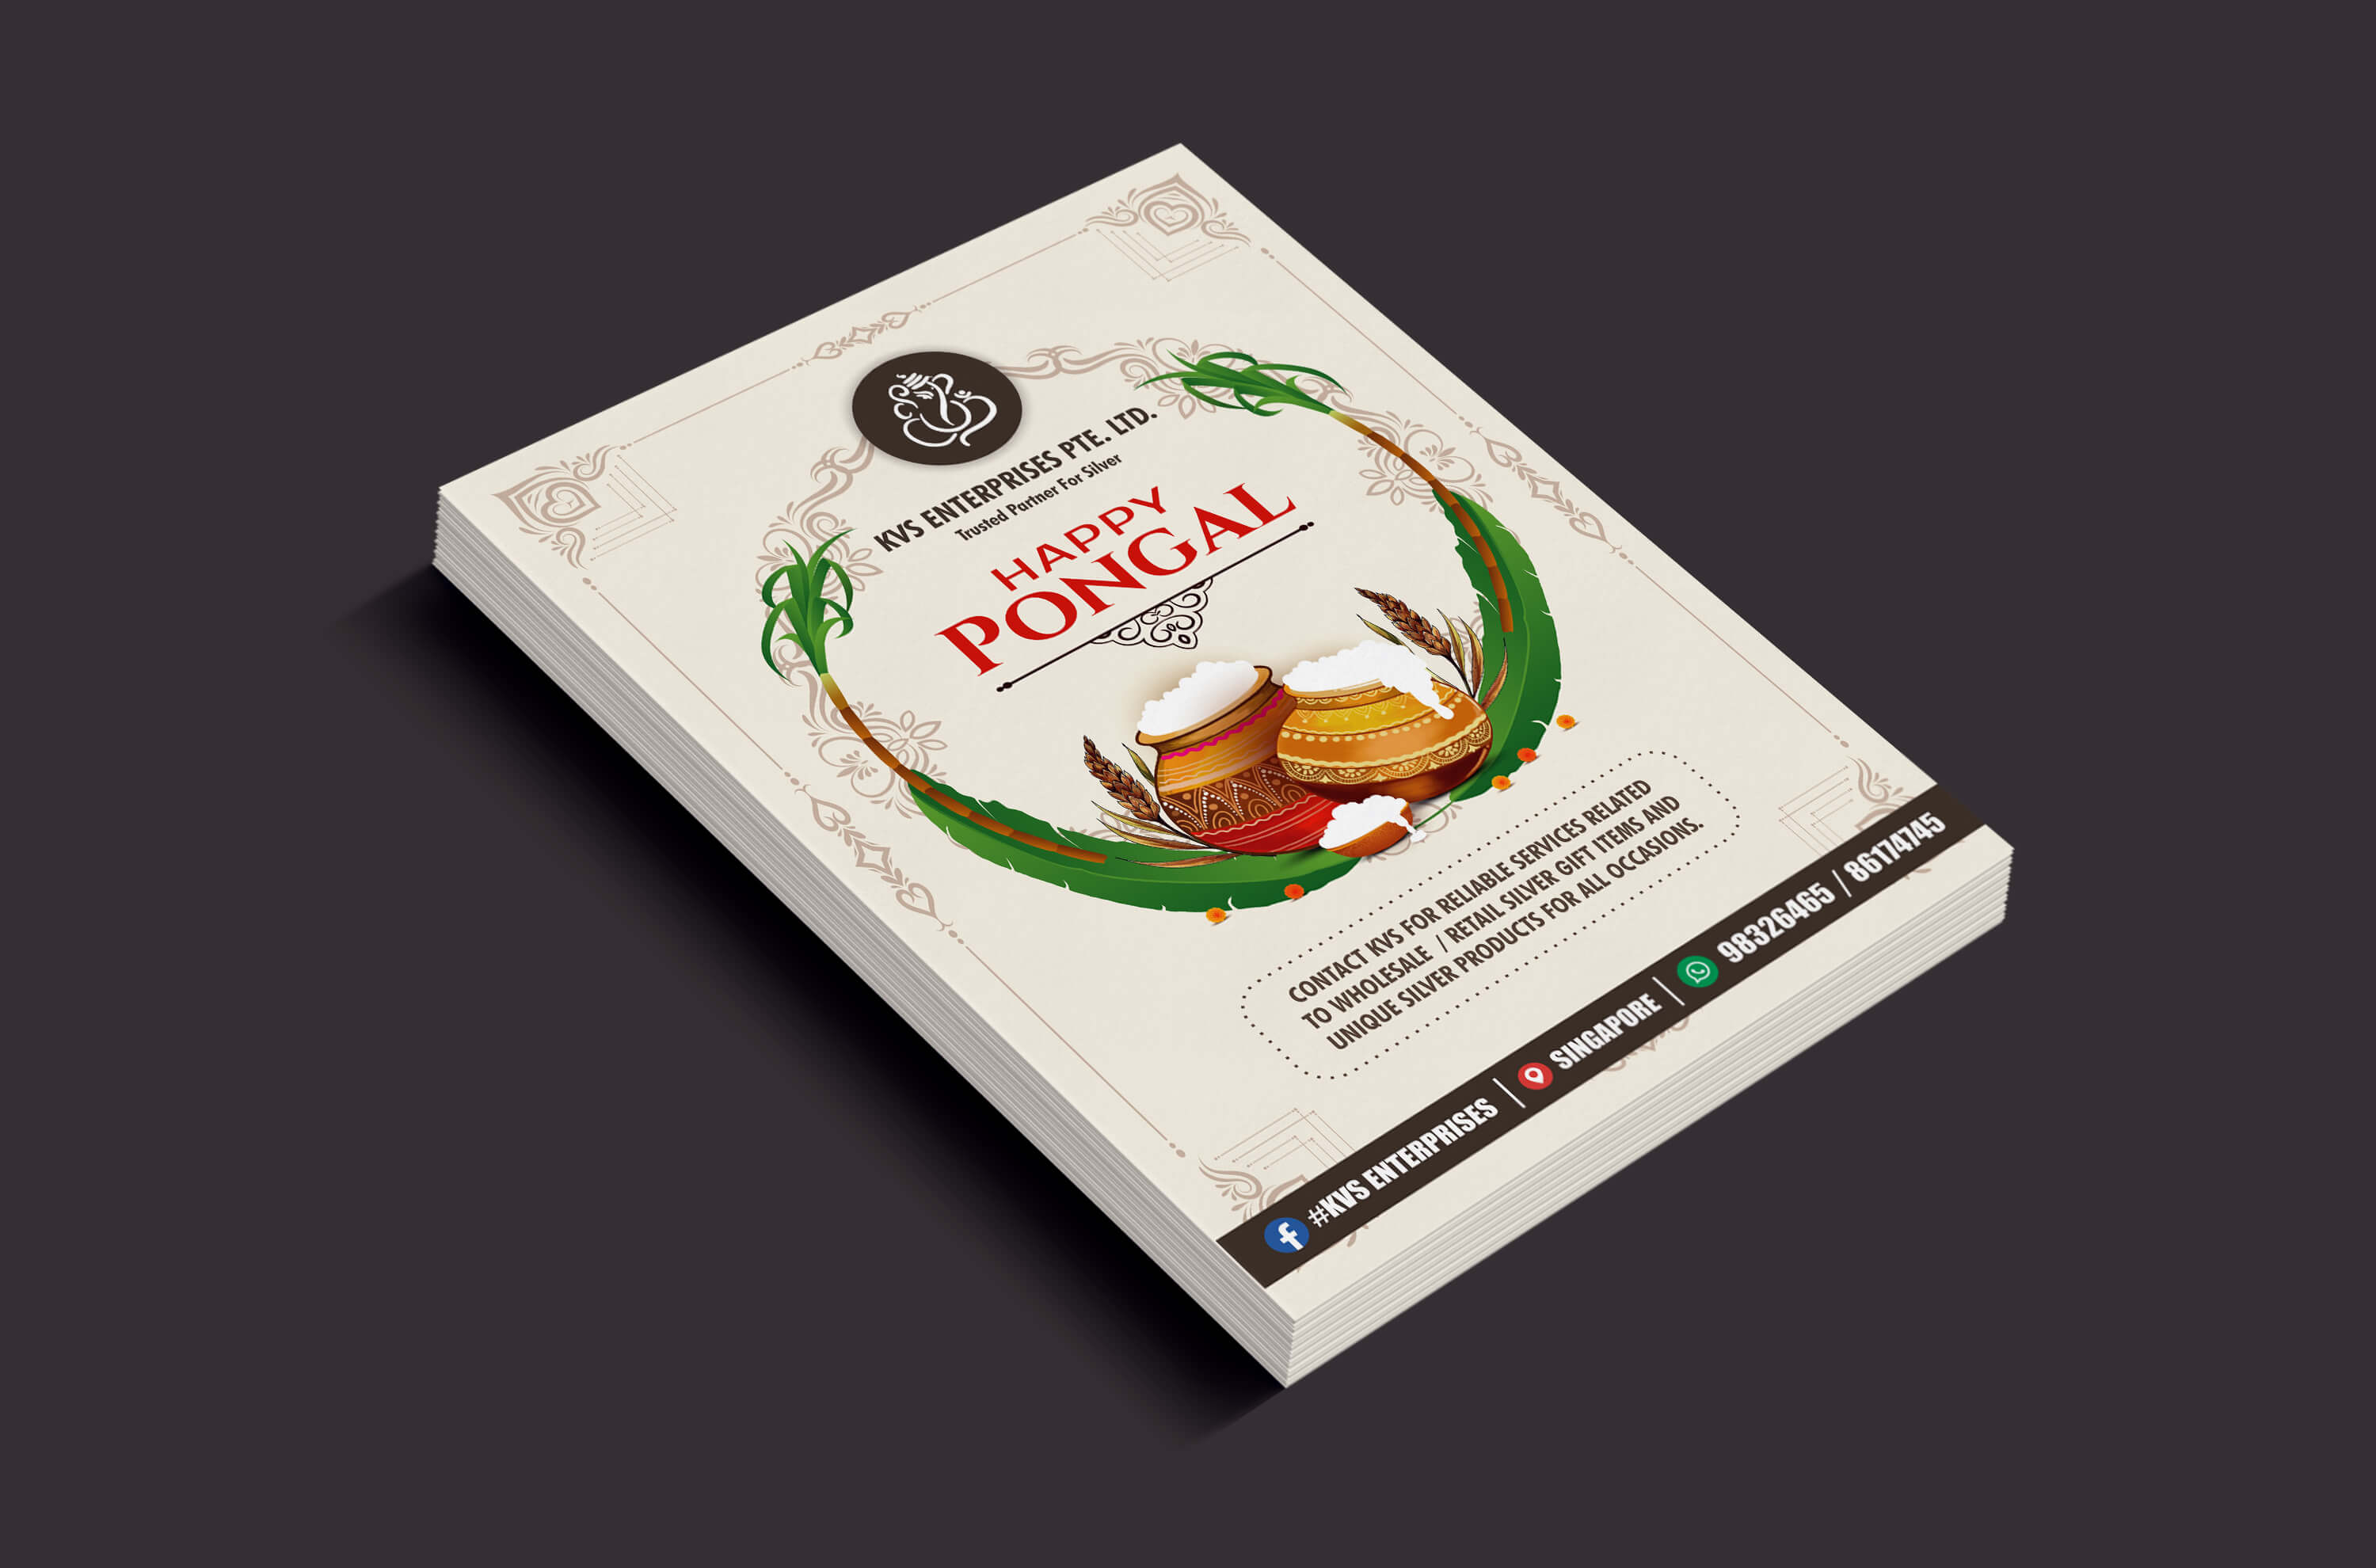 KVS ENTERPRISES PTE. LTD.
Trusted Partner For Silver
HAPPY
PONGAL
CONTACT KVS FOR RELIABLE SERVICES RELATED
TO WHOLESALE / RETAIL SILVER GIFT ITEMS AND
UNIQUE SILVER PRODUCTS FOR ALL OCCASIONS.
#KVS ENTERPRISES | SINGAPORE | 98326465 / 86174745